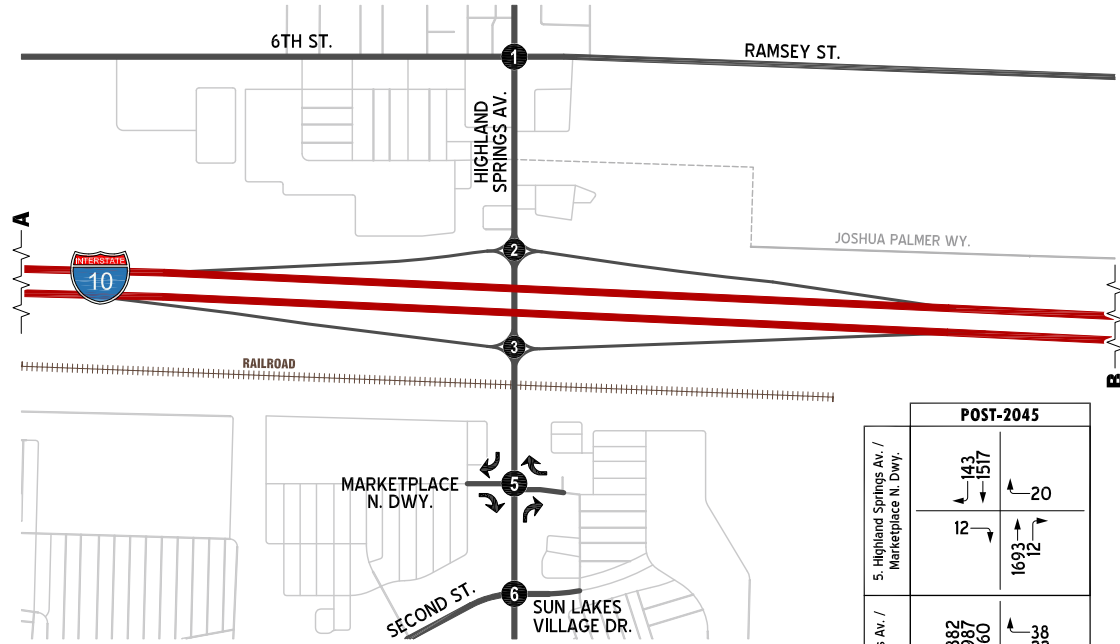 6TH ST.
RAMSEY ST.
1
HIGHLAND
SPRINGS AV.
A
2
JOSHUA PALMER WY.
INTERSTATE
10
3
RAILROAD
B
POST-2045
5. Highland Springs Av. /
Marketplace N. Dwy.
143
1517
20
12
1693
12
MARKETPLACE
N. DWY.
5
SECOND ST.
6
SUN LAKES
VILLAGE DR.
60
38